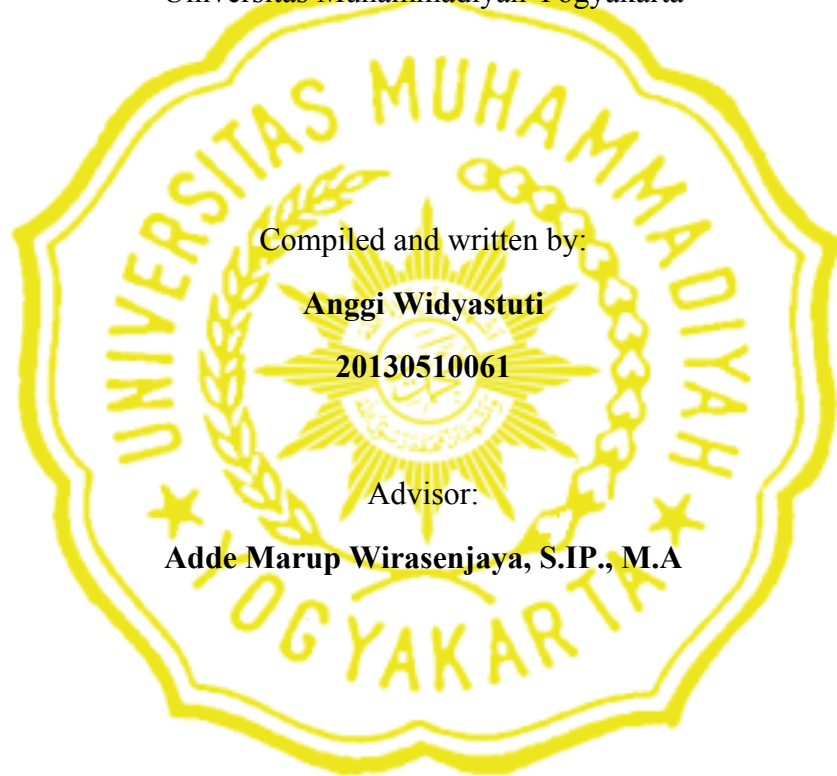 Universitas Muhammadiyah Yogyakarta
UNIVERSITAS MUHAMMADIYAH
YOGYAKARTA
Compiled and written by:
Anggi Widyastuti
20130510061
Advisor:
Adde Marup Wirasenjaya, S.IP., M.A